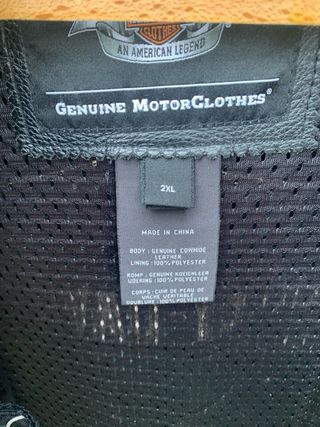 CLOTHES
AN AMERICAN LEGEND
GENUINE MOTORCLOTHES®
2XL
MADE IN CHINA
BODY : GENUINE COWHIDE
LEATHER
LINING : 100% POLYESTER
ROMP : GENUINE KOEIENLEER
VOERING : 100% POLYESTER
CORPS : CUIR DE PEAU DE
VACHE VERITABLE
DOUBLURE : 100% POLYESTER